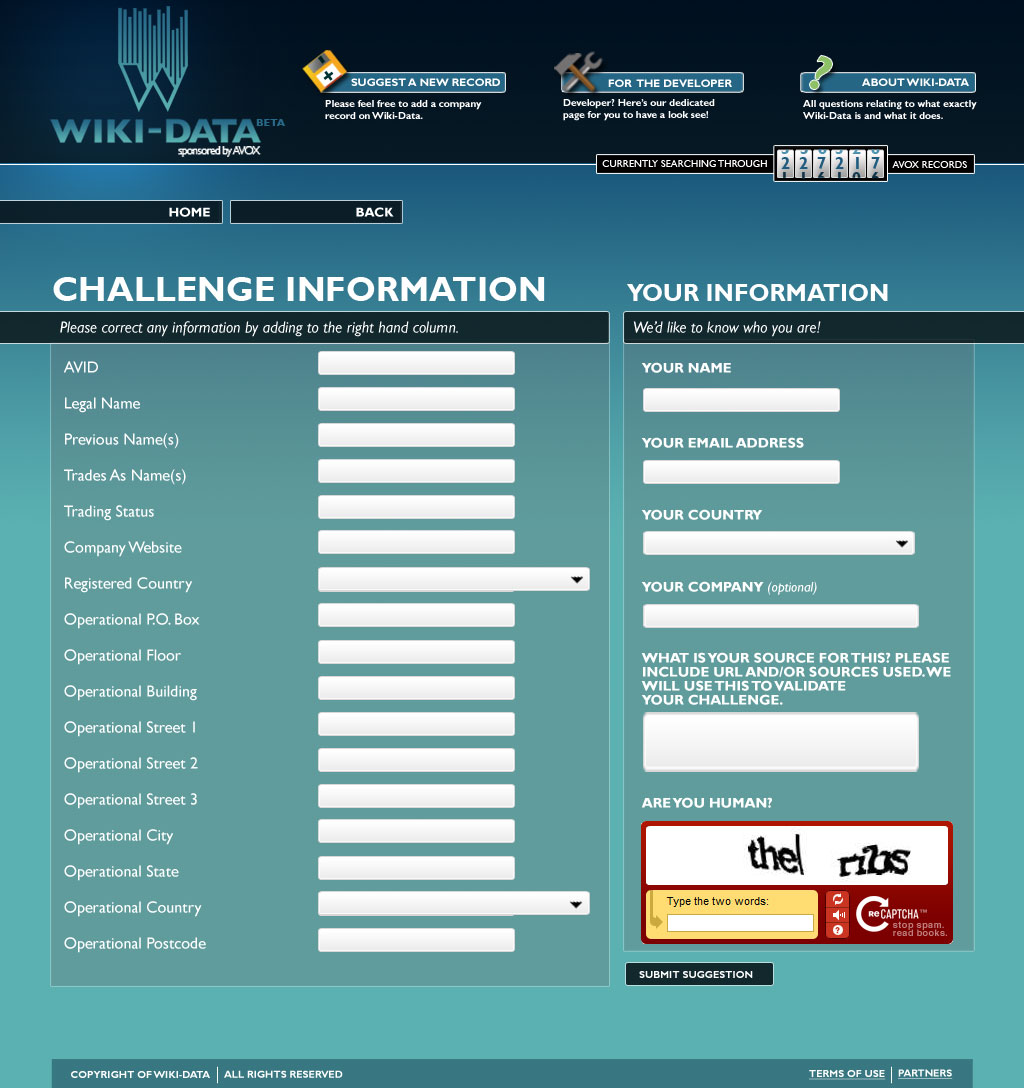 WIKI-DATA BETA
sponsored by AVOX
SUGGEST A NEW RECORD
Please feel free to add a company
record on Wiki-Data.
FOR THE DEVELOPER
Developer? Here's our dedicated
page for you to have a look see!
ABOUT WIKI-DATA
All questions relating to what exactly
Wiki-Data is and what it does.
CURRENTLY SEARCHING THROUGH
AVOX RECORDS
HOME
BACK
CHALLENGE INFORMATION
Please correct any information by adding to the right hand column.
AVID
Legal Name
Previous Name(s)
Trades As Name(s)
Trading Status
Company Website
Registered Country
Operational P.O. Box
Operational Floor
Operational Building
Operational Street 1
Operational Street 2
Operational Street 3
Operational City
Operational State
Operational Country
Operational Postcode
YOUR INFORMATION
We'd like to know who you are!
YOUR NAME
YOUR EMAIL ADDRESS
YOUR COUNTRY
YOUR COMPANY (optional)
WHAT IS YOUR SOURCE FOR THIS? PLEASE
INCLUDE URL AND/OR SOURCES USED. WE
WILL USE THIS TO VALIDATE
YOUR CHALLENGE.
ARE YOU HUMAN?
the ribs
Type the two words:
reCAPTCHA™
stop spam.
read books.
SUBMIT SUGGESTION
COPYRIGHT OF WIKI-DATA
ALL RIGHTS RESERVED
TERMS OF USE
PARTNERS